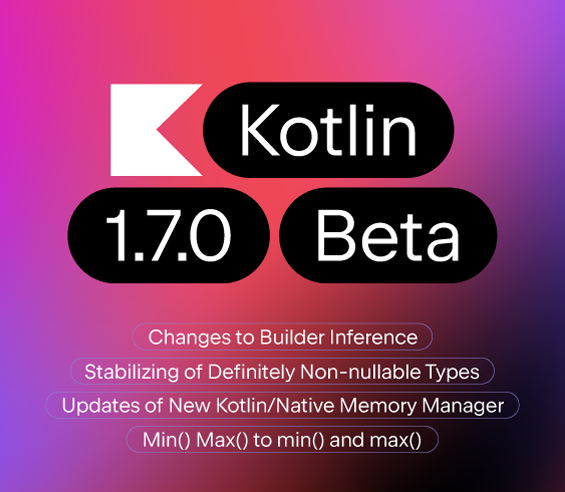 Kotlin
1.7.0 Beta
Changes to Builder Inference
Stabilizing of Definitely Non-nullable Types
Updates of New Kotlin/Native Memory Manager
Min() Max() to min() and max()